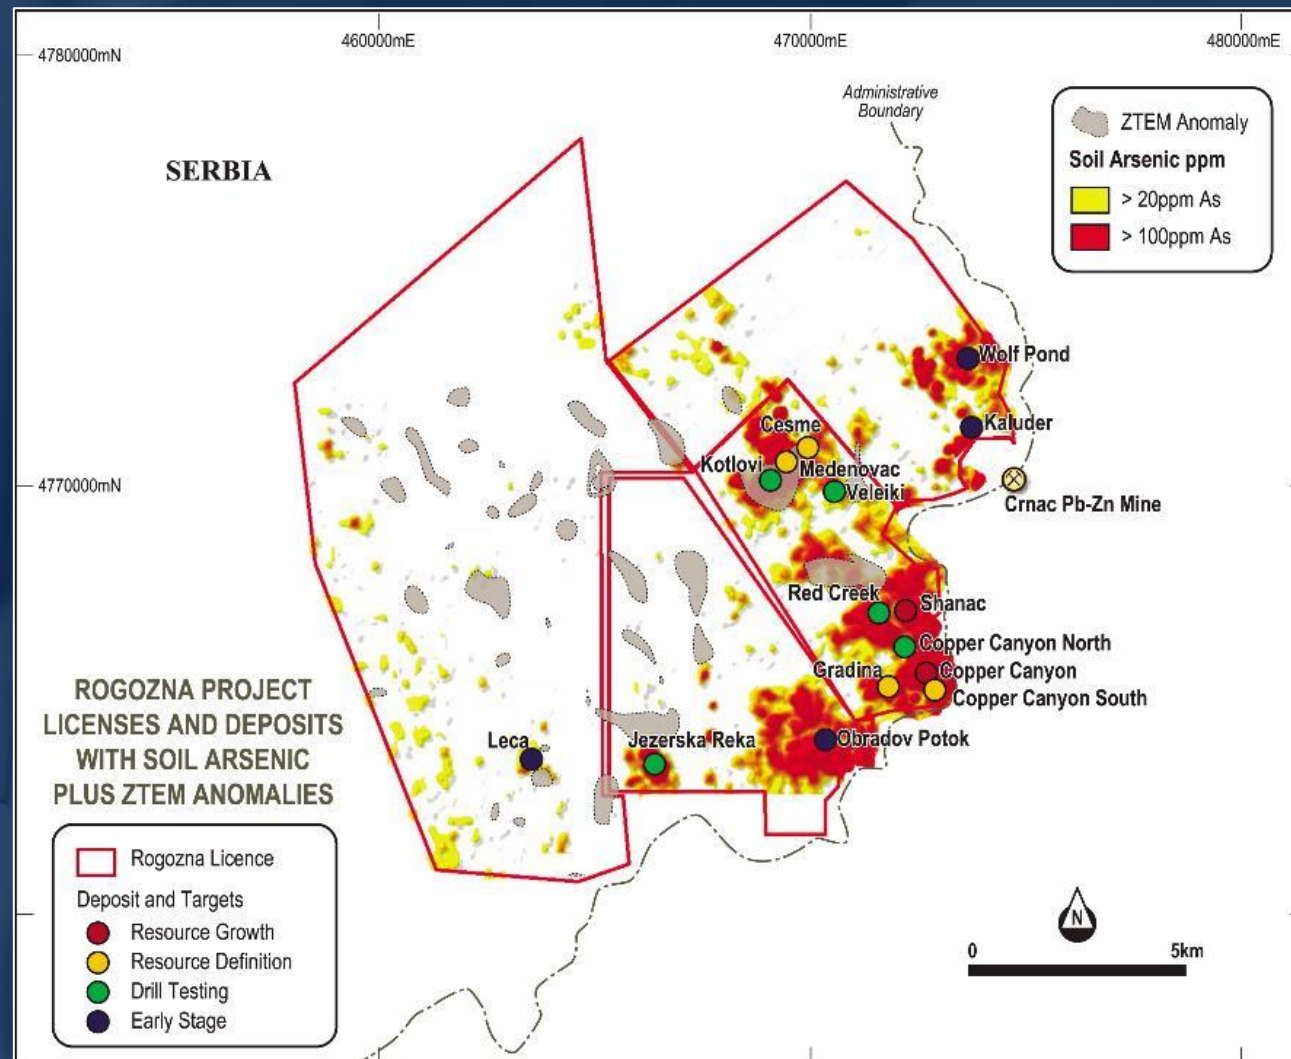 460000mE
470000mE
480000mE
4780000mN
Administrative
Boundary
ZTEM Anomaly
Soil Arsenic ppm
> 20ppm As
> 100ppm As
SERBIA
Wolf Pond
Kaluder
Cesme
Kotlovi
Medenovac
Veleiki
4770000mN
Crnac Pb-Zn Mine
Red Creek
Shanac
Copper Canyon North
Gradina
Copper Canyon
Copper Canyon South
Leca
Jezerska Reka
Obradov Potok
ROGOZNA PROJECT
LICENSES AND DEPOSITS
WITH SOIL ARSENIC
PLUS ZTEM ANOMALIES
Rogozna Licence
Deposit and Targets
Resource Growth
Resource Definition
Drill Testing
Early Stage
N
0 5km